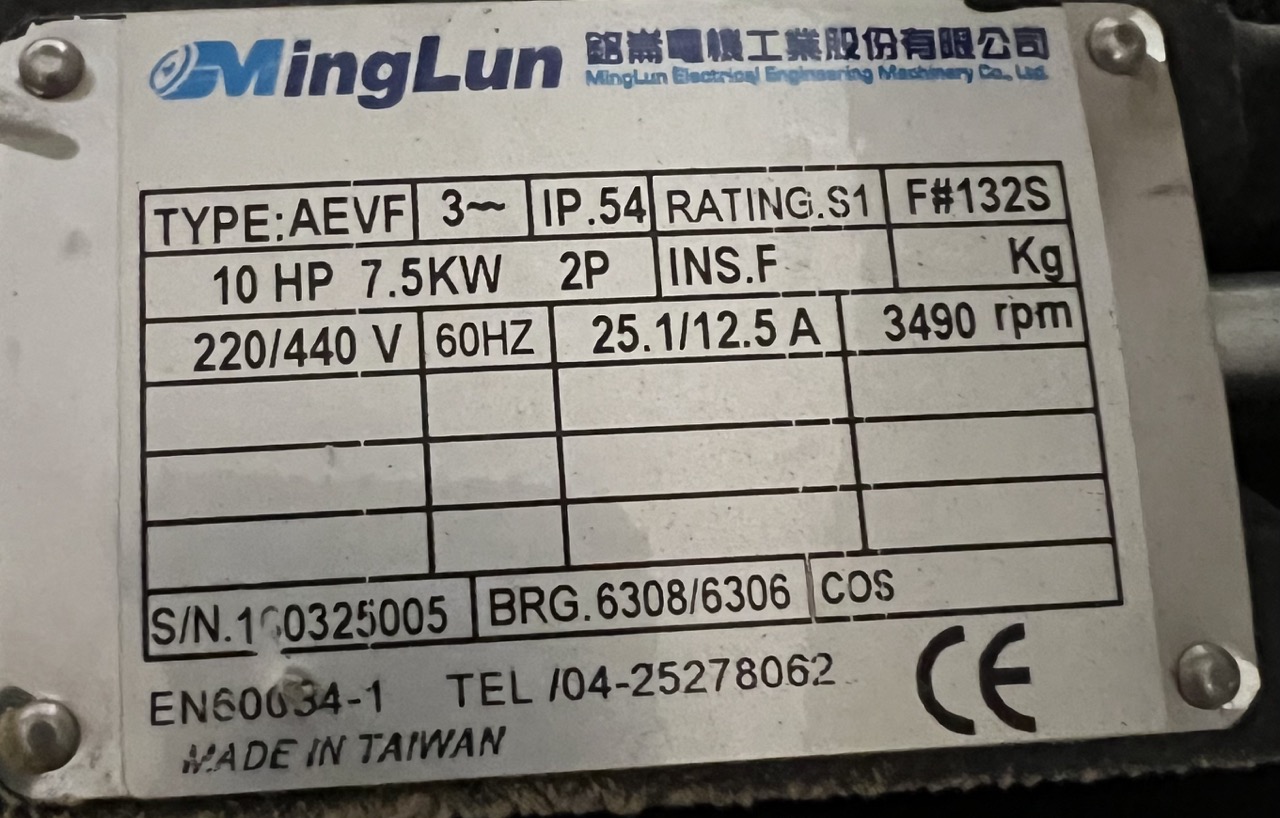 MingLun 銘崙電機工業股份有限公司
MingLun Electrical Engineering Machinery Co., Ltd.
TYPE:AEVF 3~ IP.54 RATING.S1 F#132S
10 HP 7.5KW 2P INS.F Kg
220/440 V 60HZ 25.1/12.5 A 3490 rpm
BRG.6308/6306 COS
EN60034-1 TEL /04-25278062
MADE IN TAIWAN